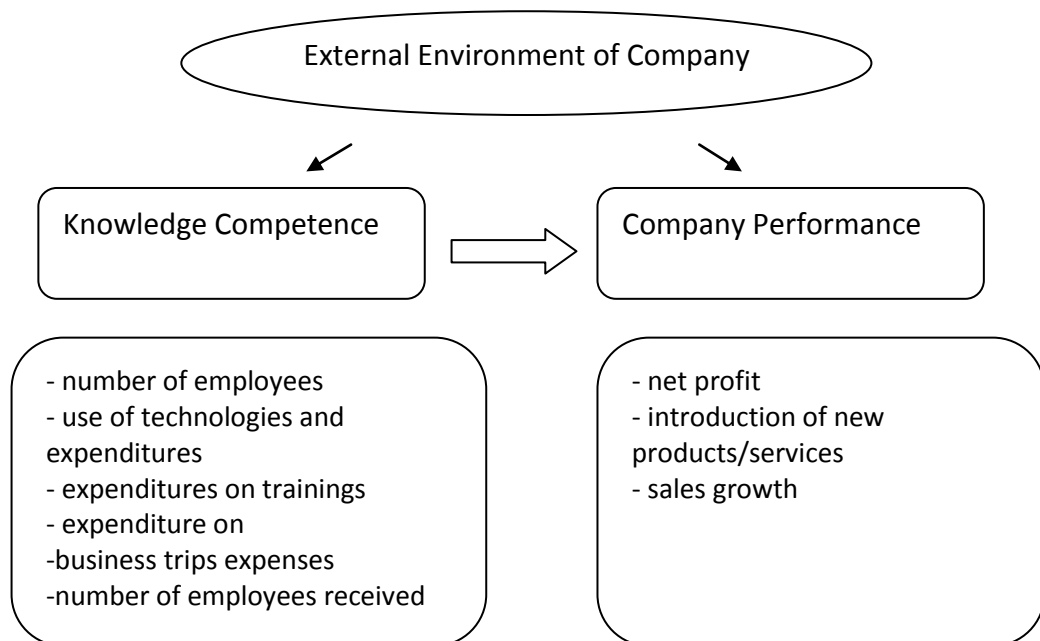 External Environment of Company
Knowledge Competence
Company Performance
- number of employees
- use of technologies and
expenditures
- expenditures on trainings
- expenditure on
-business trips expenses
-number of employees received
- net profit
- introduction of new
products/services
- sales growth